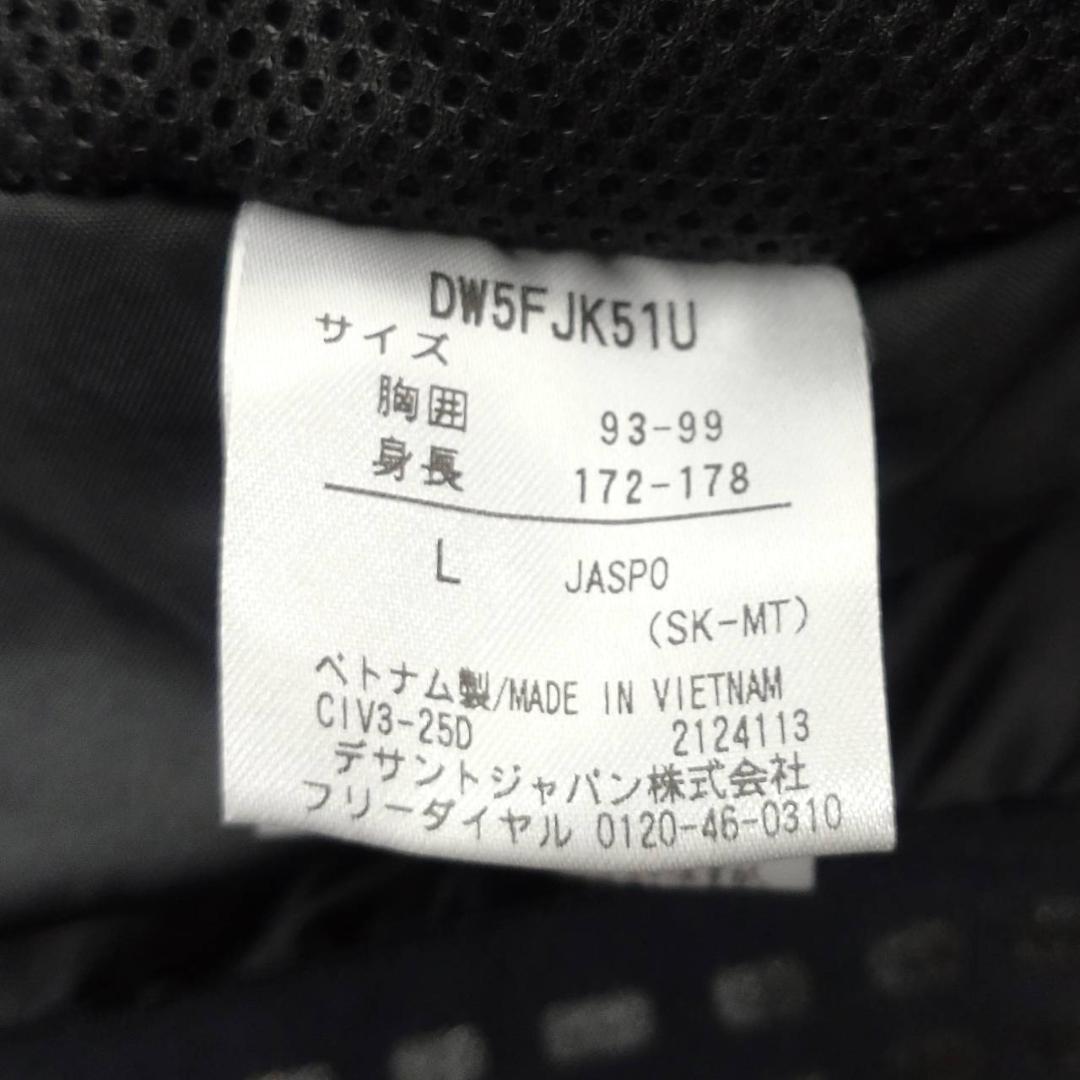 DW5FJK51U
サイズ
胸囲 93-99
身長 172-178
L JASPO
(SK-MT)
ベトナム製/MADE IN VIETNAM
CIV3-25D 2124113
デサントジャパン株式会社
フリーダイヤル 0120-46-0310